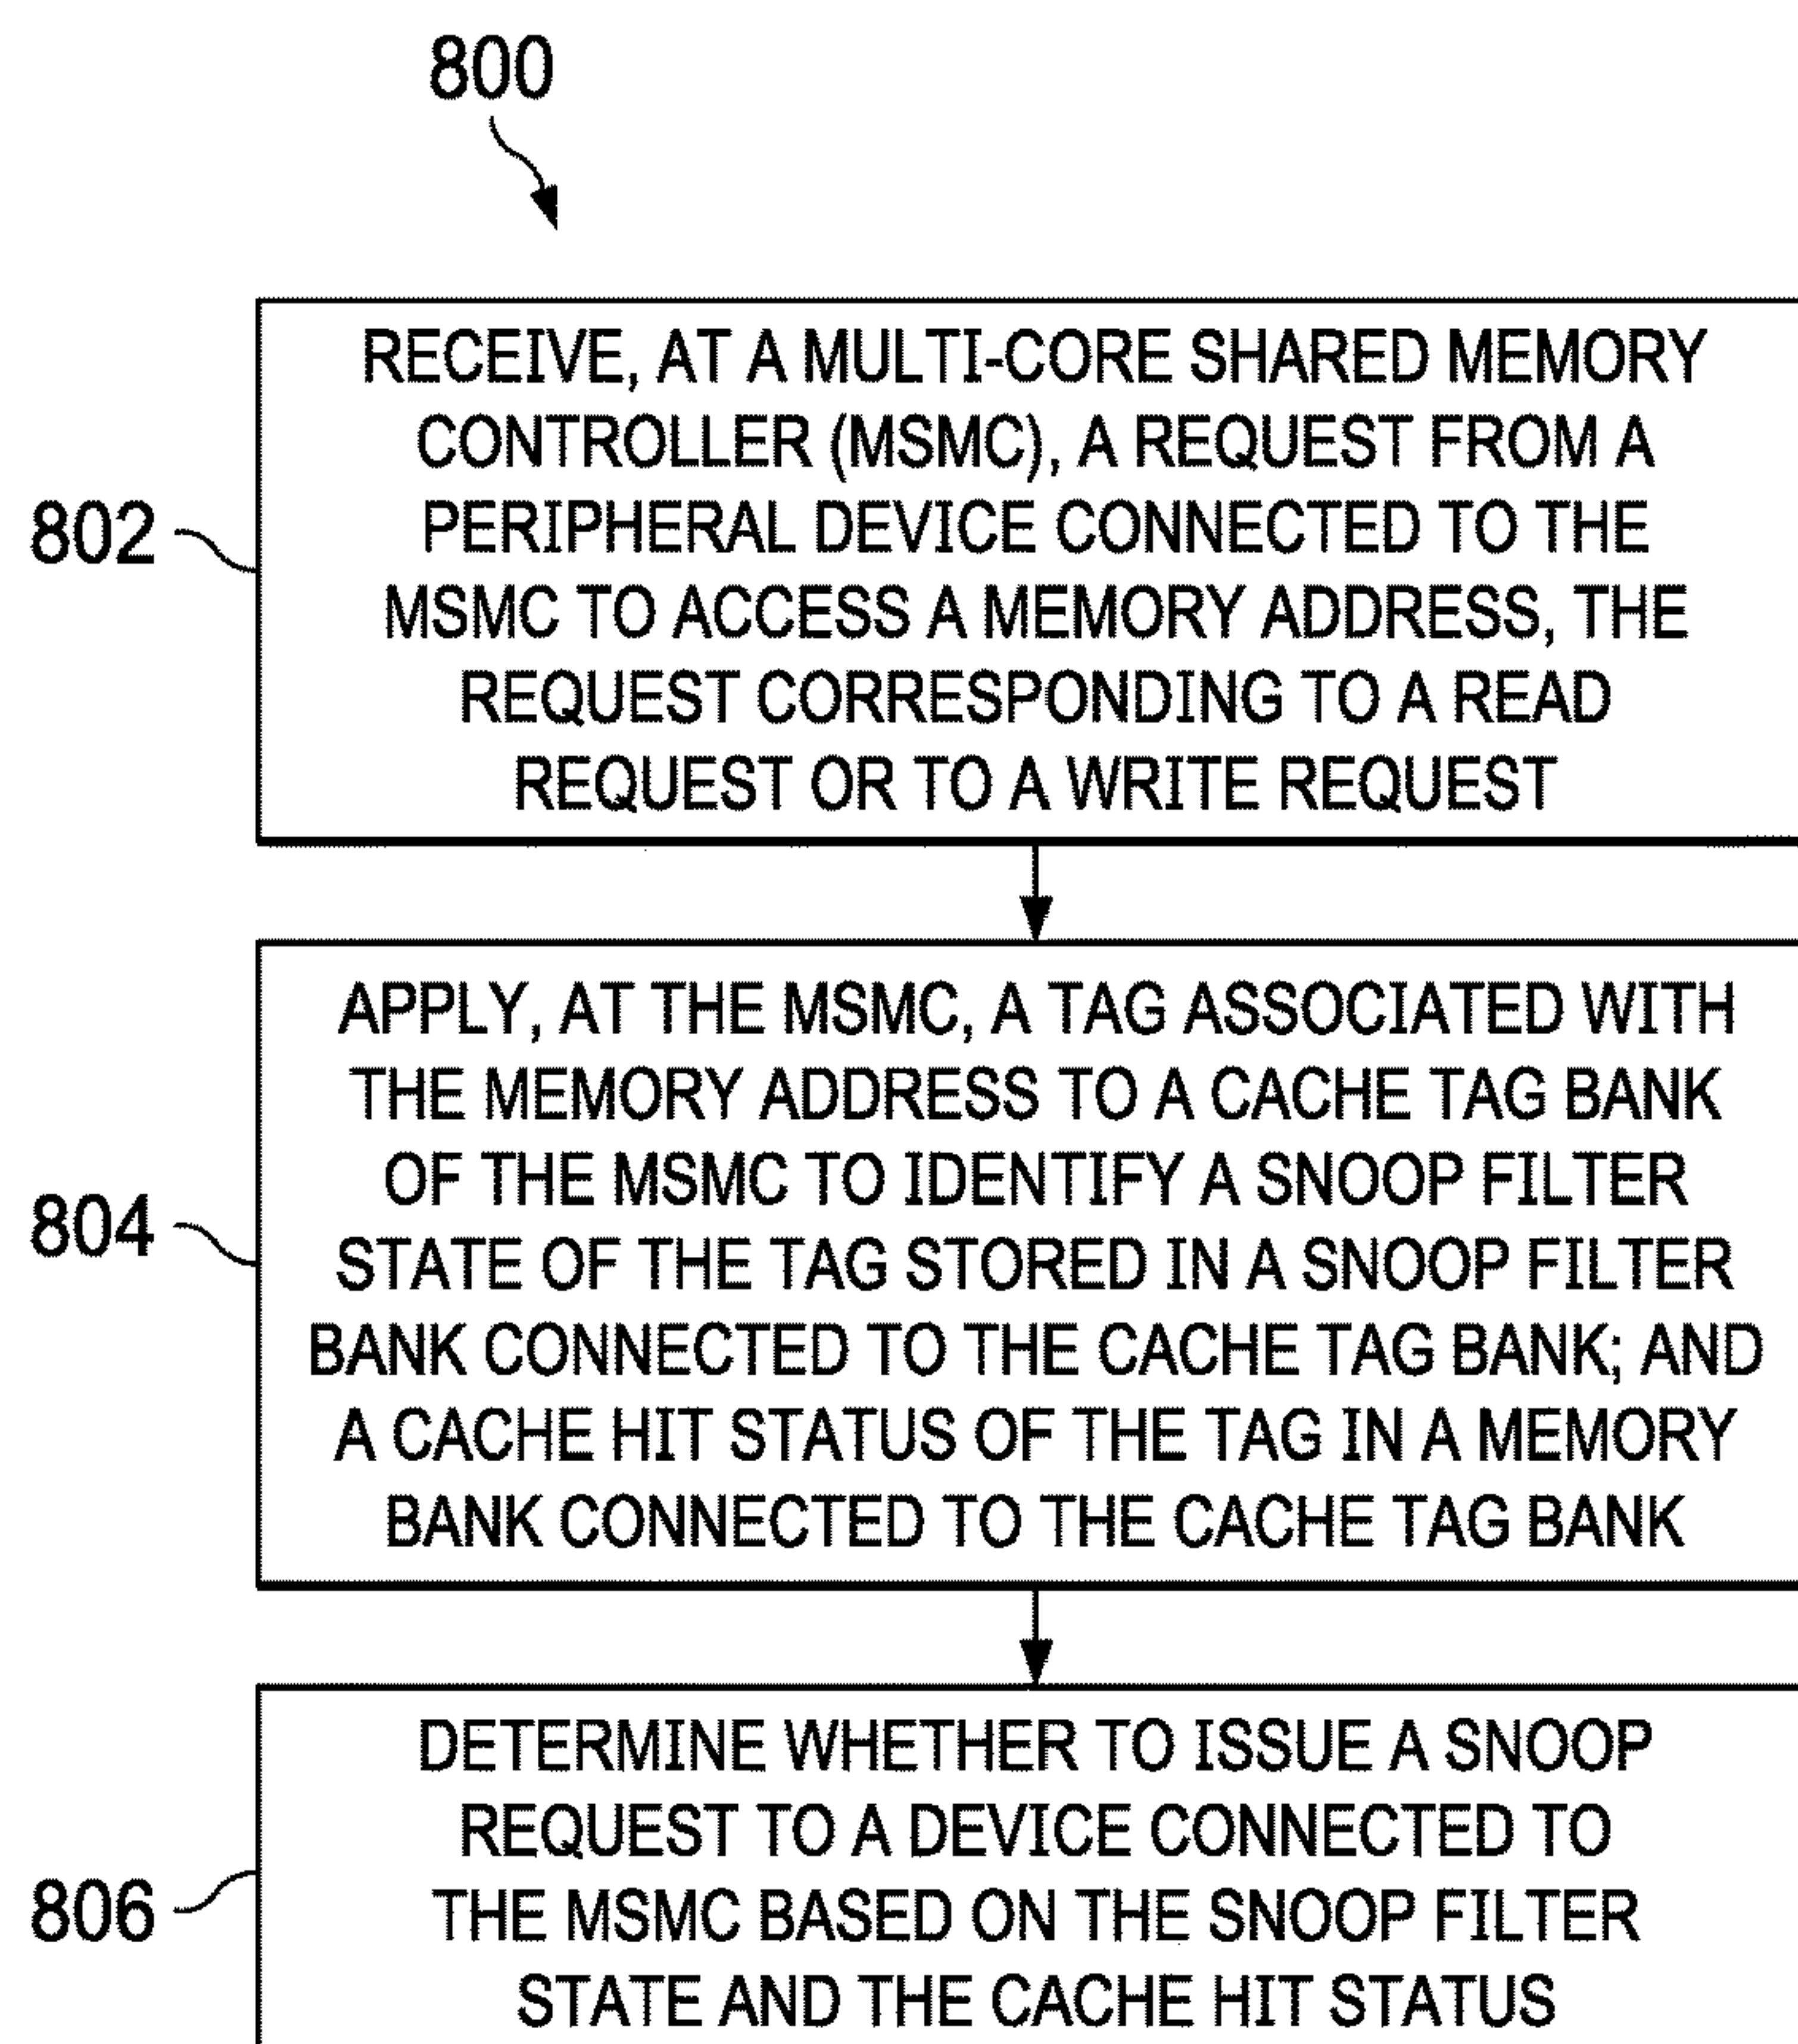 800
RECEIVE, AT A MULTI-CORE SHARED MEMORY
CONTROLLER (MSMC), A REQUEST FROM A
802
PERIPHERAL DEVICE CONNECTED TO THE
MSMC TO ACCESS A MEMORY ADDRESS, THE
REQUEST CORRESPONDING TO A READ
REQUEST OR TO A WRITE REQUEST
APPLY, AT THE MSMC, A TAG ASSOCIATED WITH
THE MEMORY ADDRESS TO A CACHE TAG BANK
OF THE MSMC TO IDENTIFY A SNOOP FILTER
804
STATE OF THE TAG STORED IN A SNOOP FILTER
BANK CONNECTED TO THE CACHE TAG BANK; AND
A CACHE HIT STATUS OF THE TAG IN A MEMORY
BANK CONNECTED TO THE CACHE TAG BANK
DETERMINE WHETHER TO ISSUE A SNOOP
REQUEST TO A DEVICE CONNECTED TO
806
THE MSMC BASED ON THE SNOOP FILTER
STATE AND THE CACHE HIT STATUS